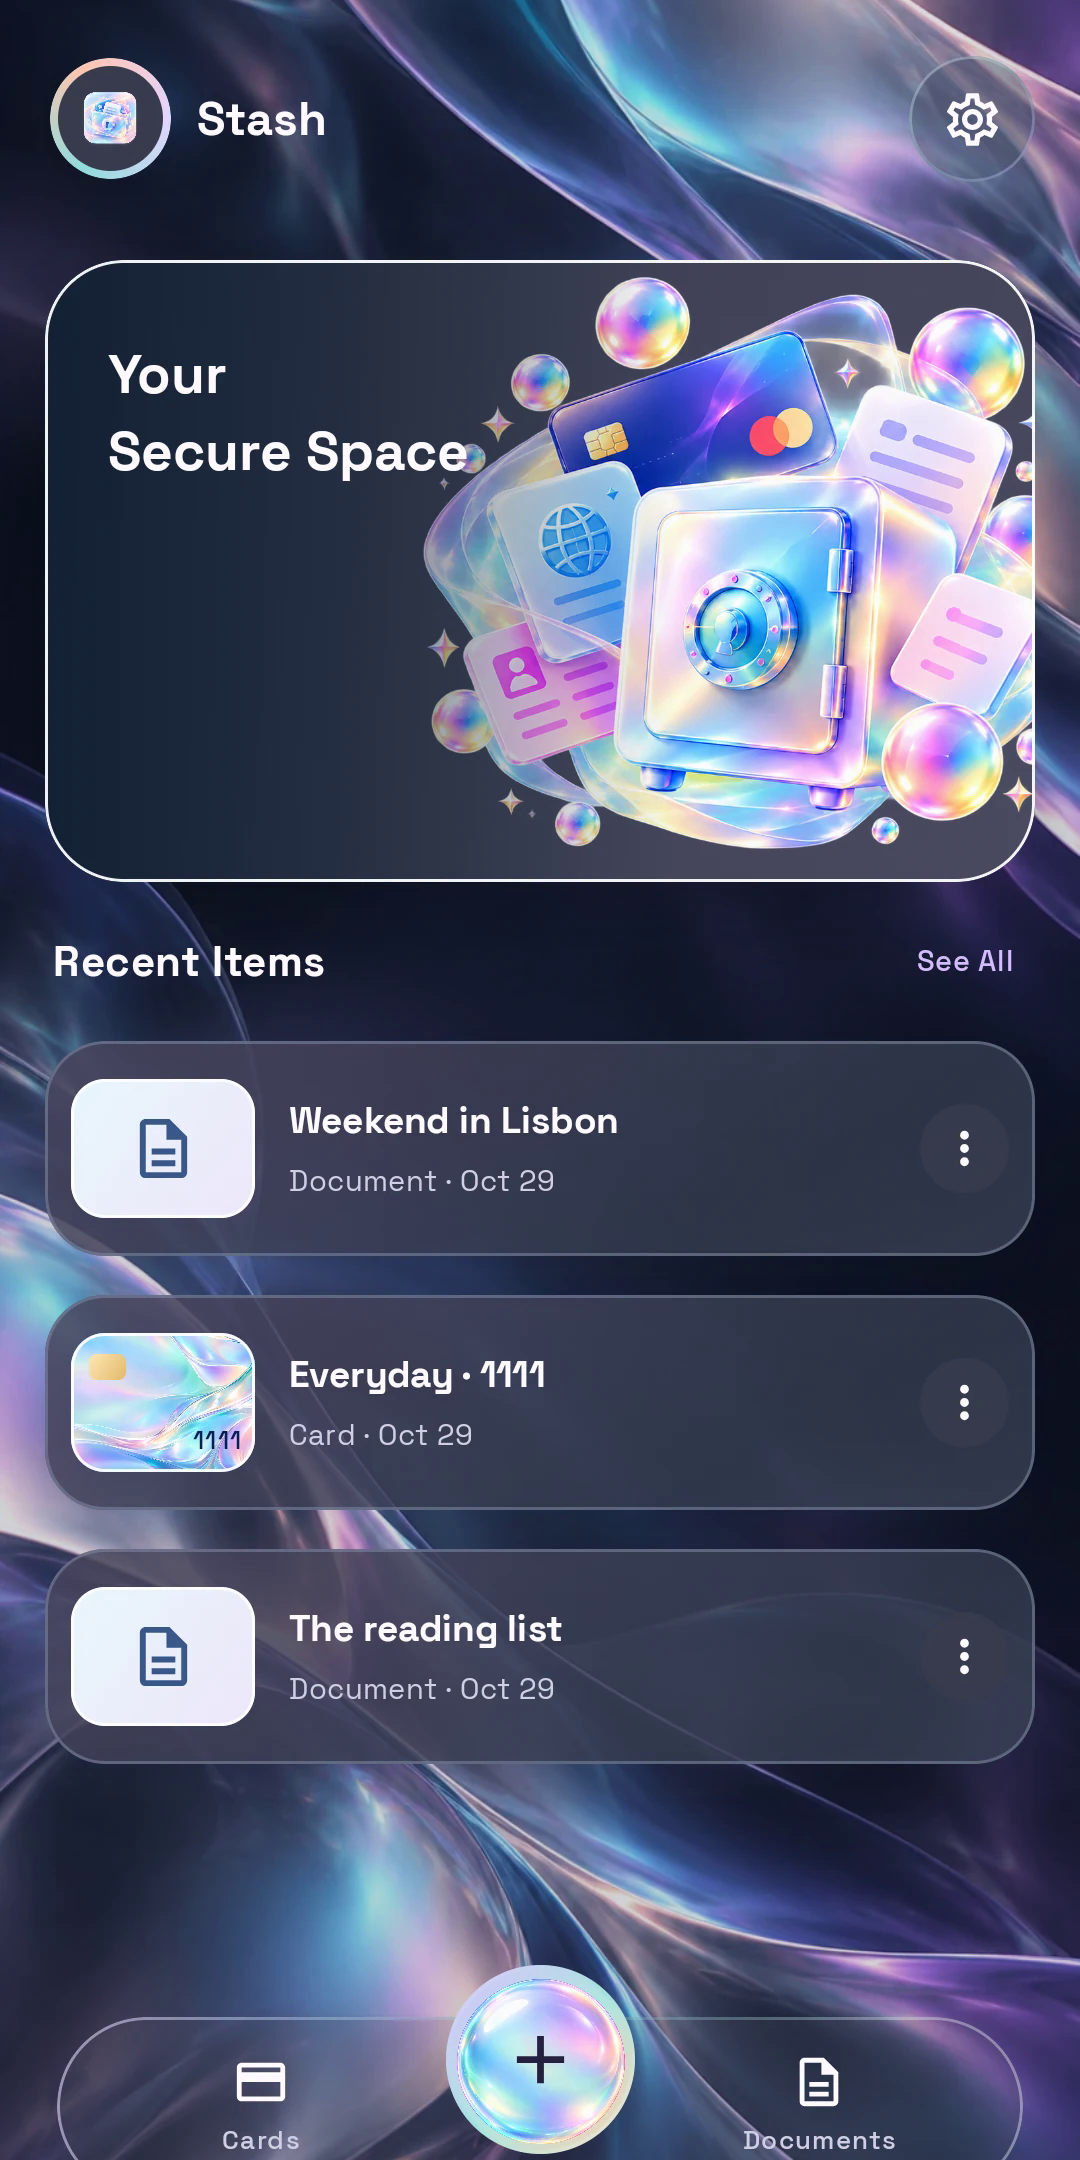 Stash
Your
Secure Space
Recent Items
See All
Weekend in Lisbon
Document · Oct 29
Everyday · 1111
Card · Oct 29
1111
The reading list
Document · Oct 29
Cards
Documents